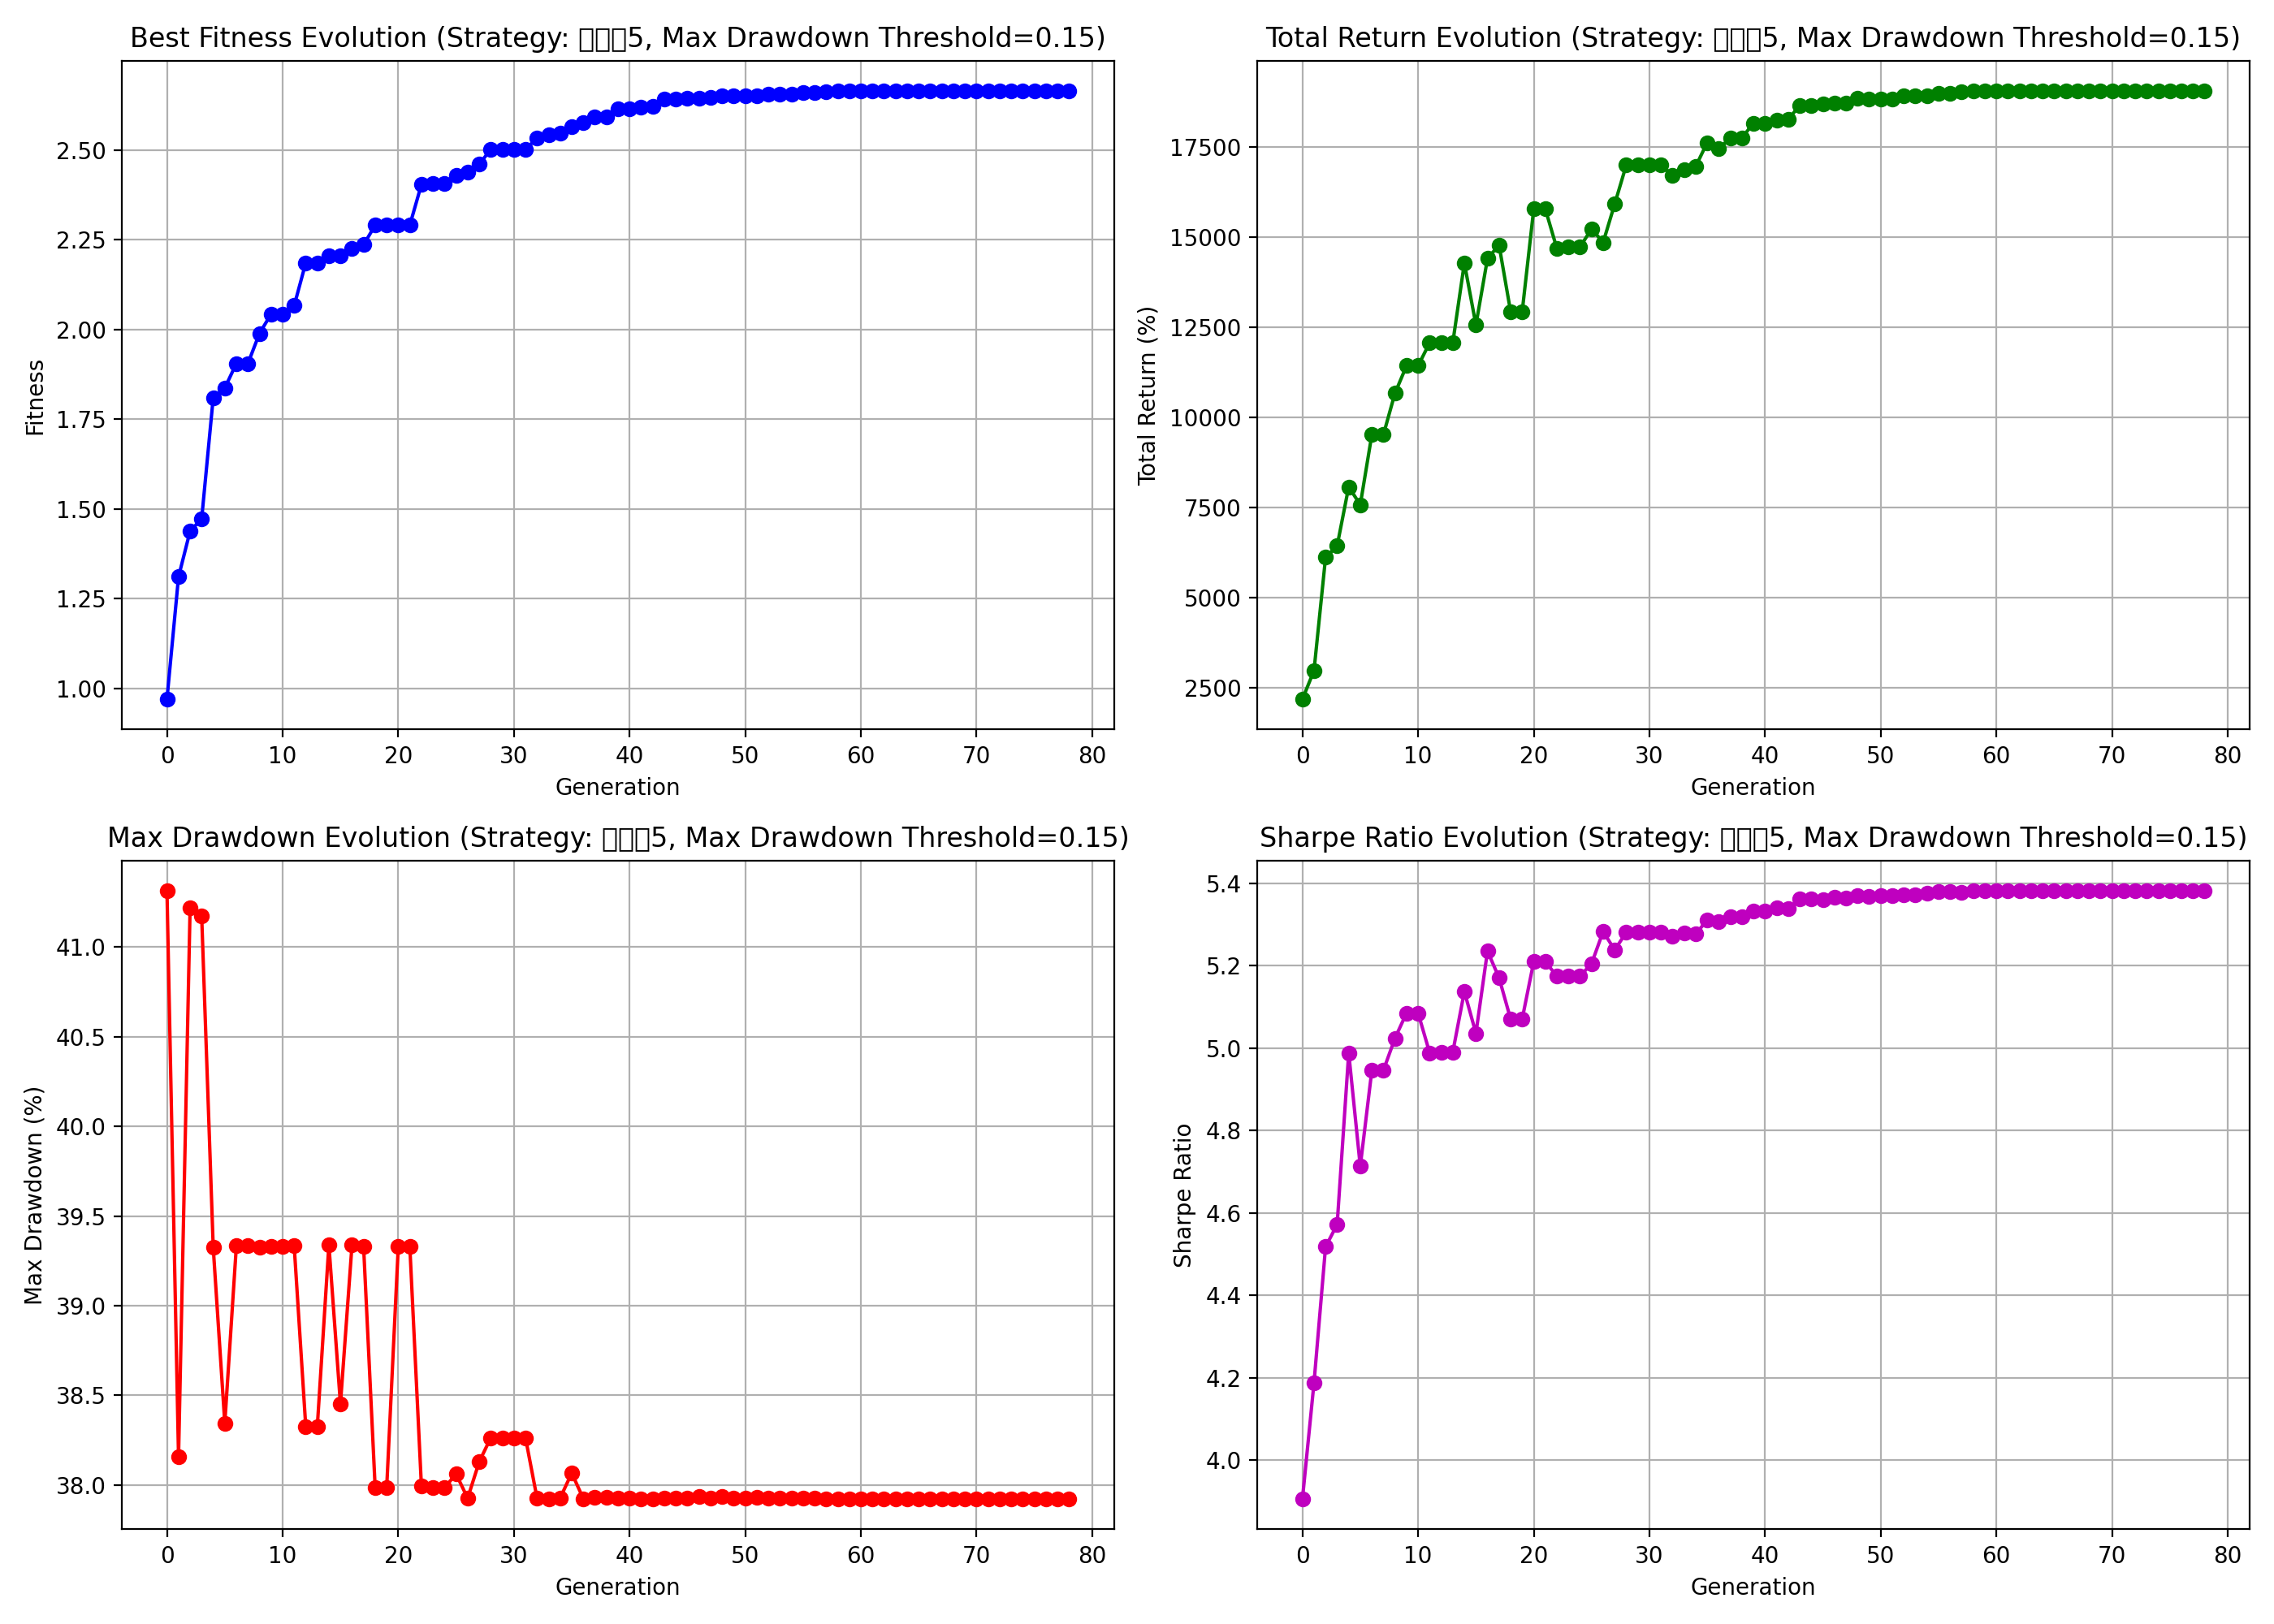 Best Fitness Evolution (Strategy: 5, Max Drawdown Threshold=0.15)
Fitness
2.50
2.25
2.00
1.75
1.50
1.25
1.00
0 10 20 30 40 50 60 70 80
Generation
Total Return Evolution (Strategy: 5, Max Drawdown Threshold=0.15)
Total Return (%)
17500
15000
12500
10000
7500
5000
2500
0 10 20 30 40 50 60 70 80
Generation
Max Drawdown Evolution (Strategy: 5, Max Drawdown Threshold=0.15)
Max Drawdown (%)
41.0
40.5
40.0
39.5
39.0
38.5
38.0
0 10 20 30 40 50 60 70 80
Generation
Sharpe Ratio Evolution (Strategy: 5, Max Drawdown Threshold=0.15)
Sharpe Ratio
5.4
5.2
5.0
4.8
4.6
4.4
4.2
4.0
0 10 20 30 40 50 60 70 80
Generation